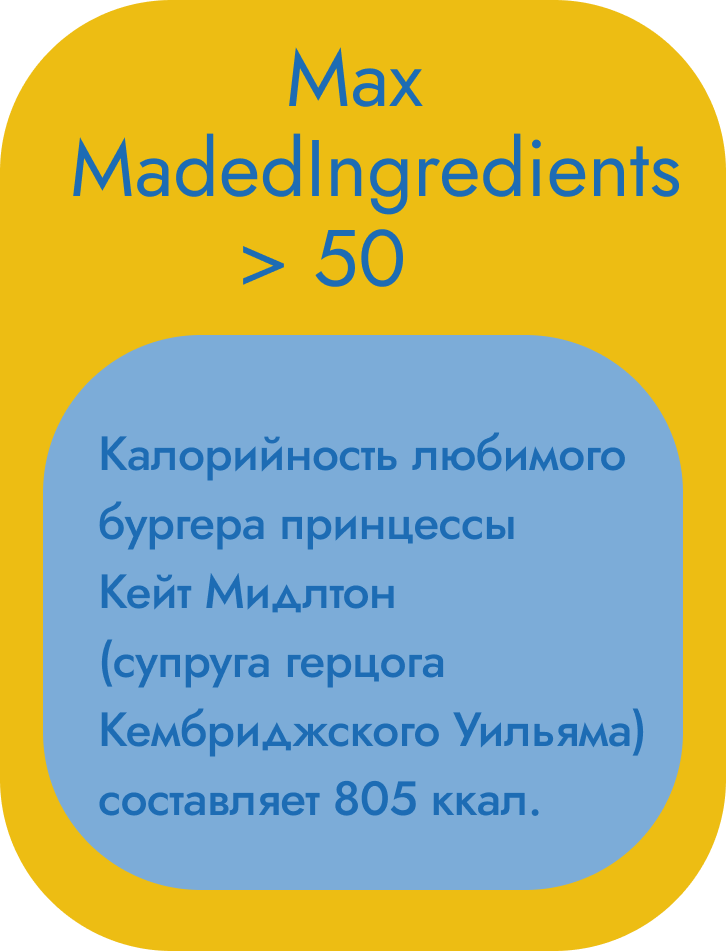 Max
MadedIngredients
> 50
Калорийность любимого
бургера принцессы
Кейт Мидлтон
(супруга герцога
Кембриджского Уильяма)
составляет 805 ккал.